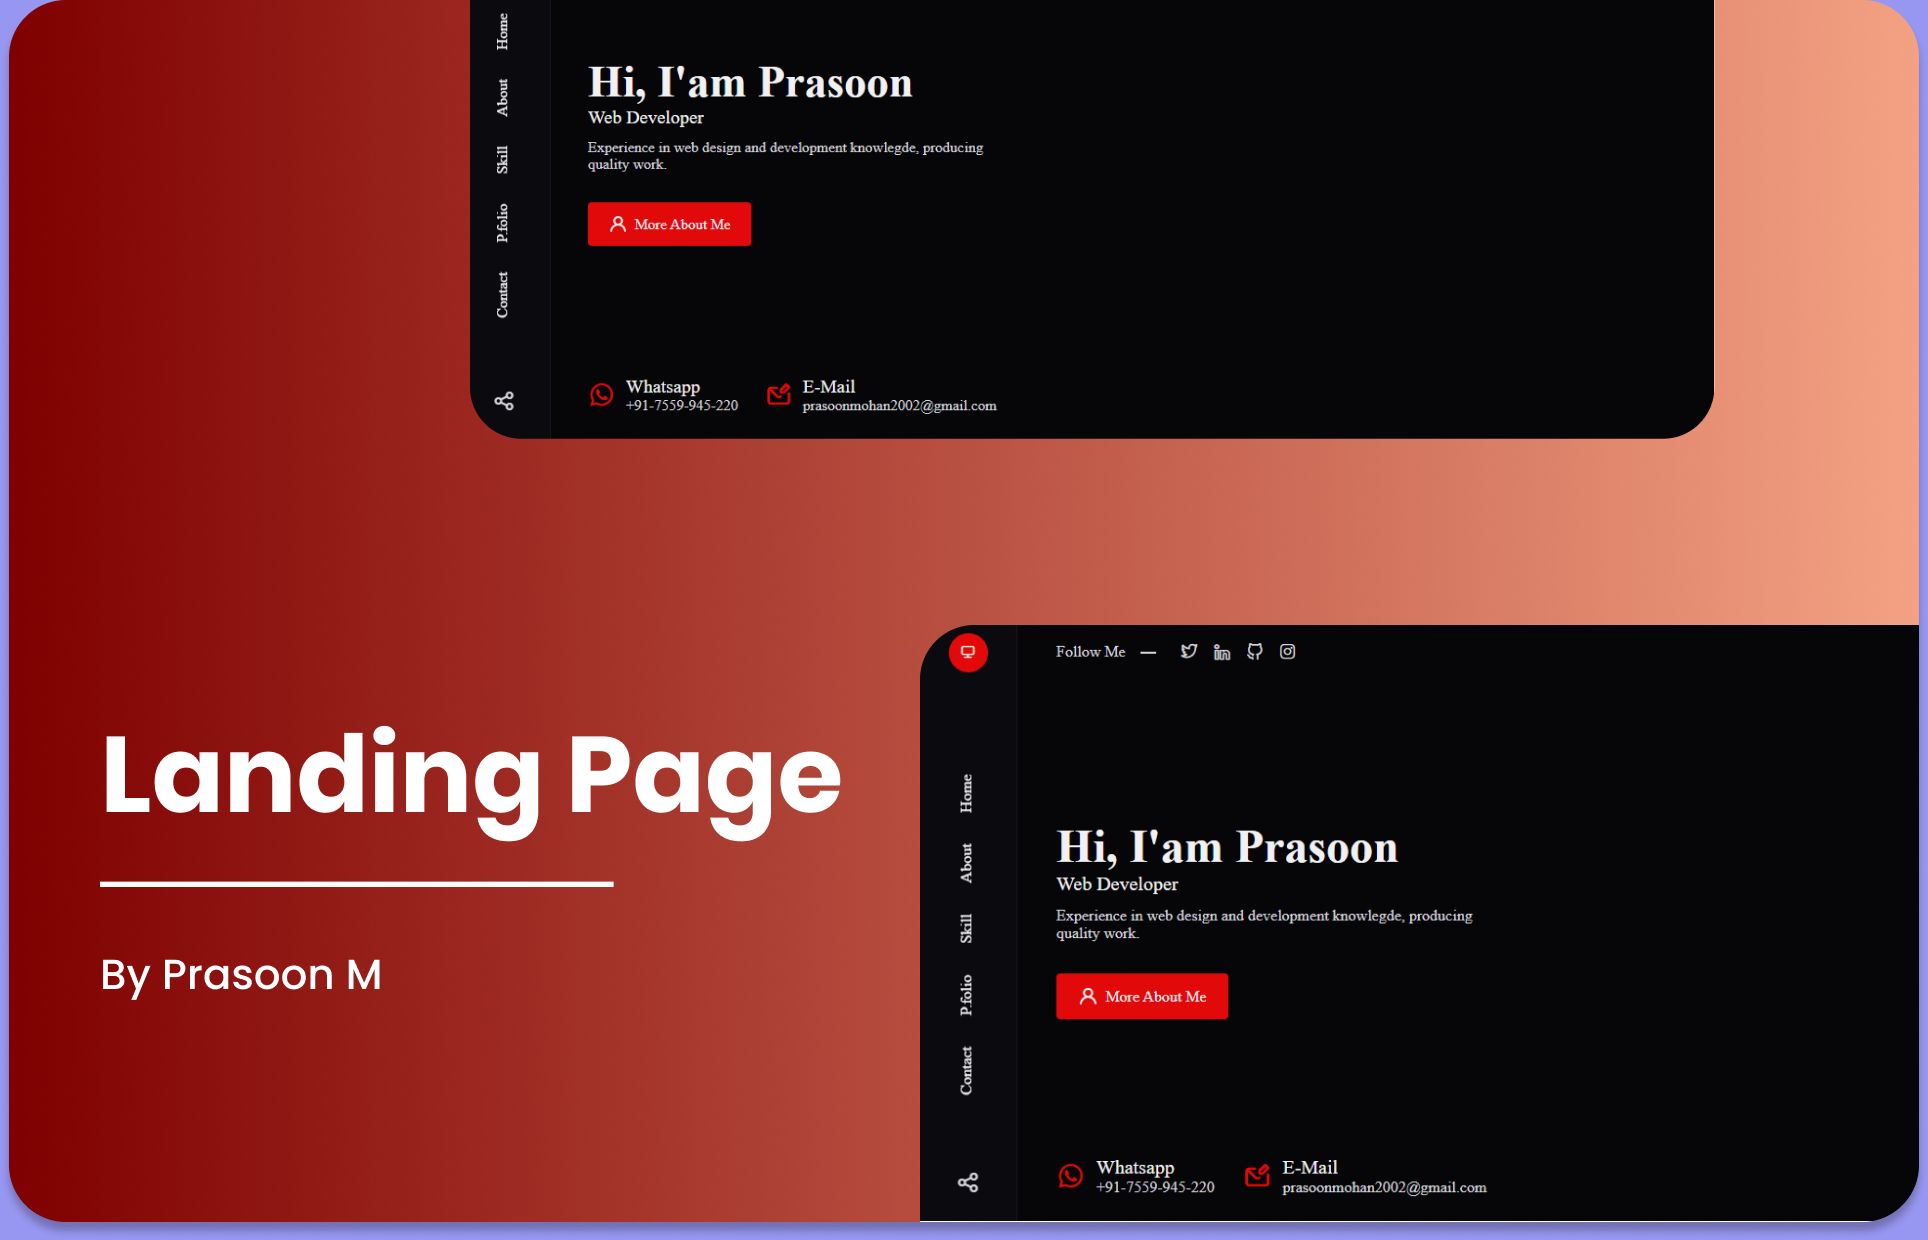 Home
About
Skill
P.folio
Contact
Hi, I'am Prasoon
Web Developer
Experience in web design and development knowlegde, producing
quality work.
More About Me
Whatsapp
+91-7559-945-220
E-Mail
prasoonmohan2002@gmail.com
Landing Page
By Prasoon M
Follow Me
Home
About
Skill
P.folio
Contact
Hi, I'am Prasoon
Web Developer
Experience in web design and development knowlegde, producing
quality work.
More About Me
Whatsapp
+91-7559-945-220
E-Mail
prasoonmohan2002@gmail.com